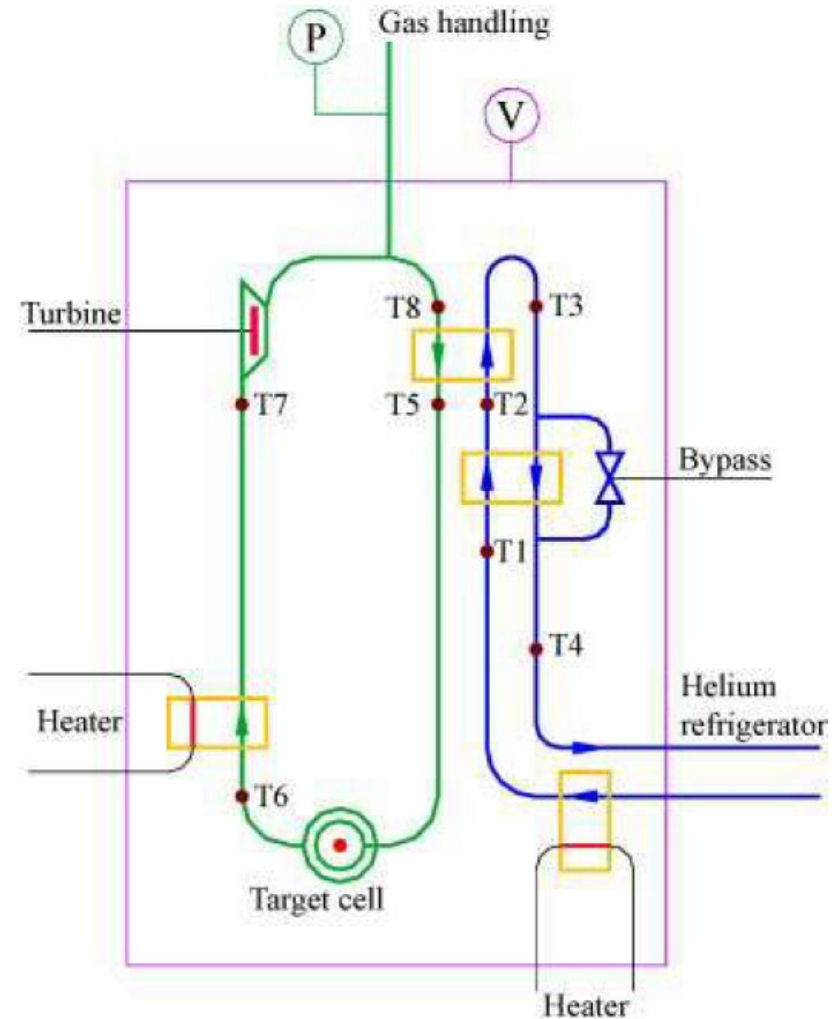 Gas handling
P
V
Turbine
T8
T3
T7
T5
T2
Bypass
T1
T4
Heater
Helium
refrigerator
T6
Target cell
Heater